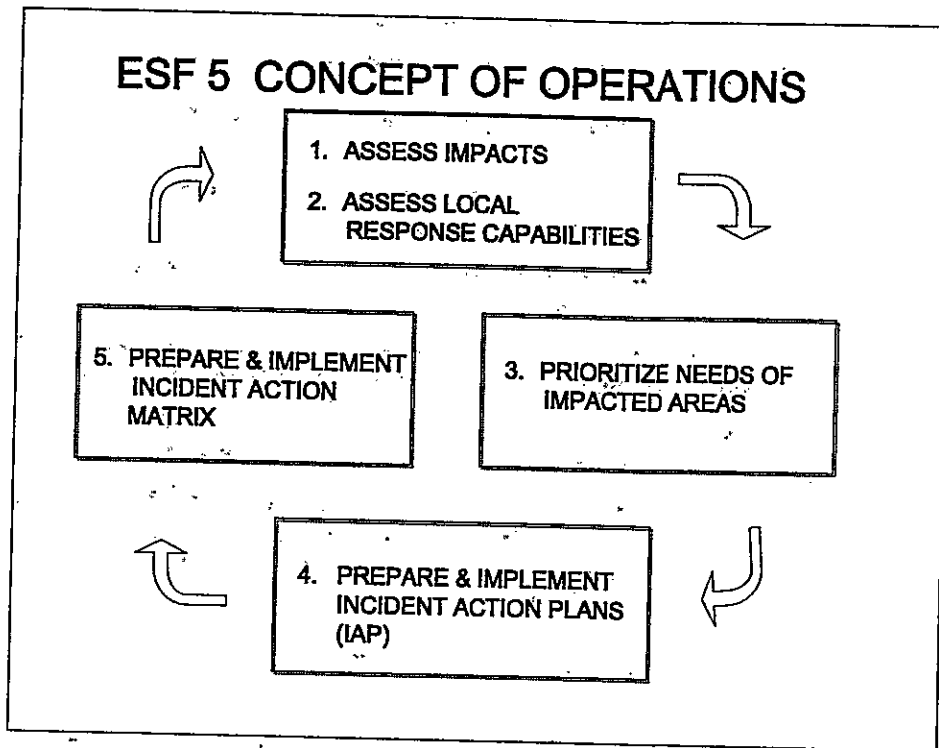 ESF 5 CONCEPT OF OPERATIONS
1. ASSESS IMPACTS
2. ASSESS LOCAL
RESPONSE CAPABILITIES
3. PRIORITIZE NEEDS OF
IMPACTED AREAS
4. PREPARE & IMPLEMENT
INCIDENT ACTION PLANS
(IAP)
5. PREPARE & IMPLEMENT
INCIDENT ACTION
MATRIX